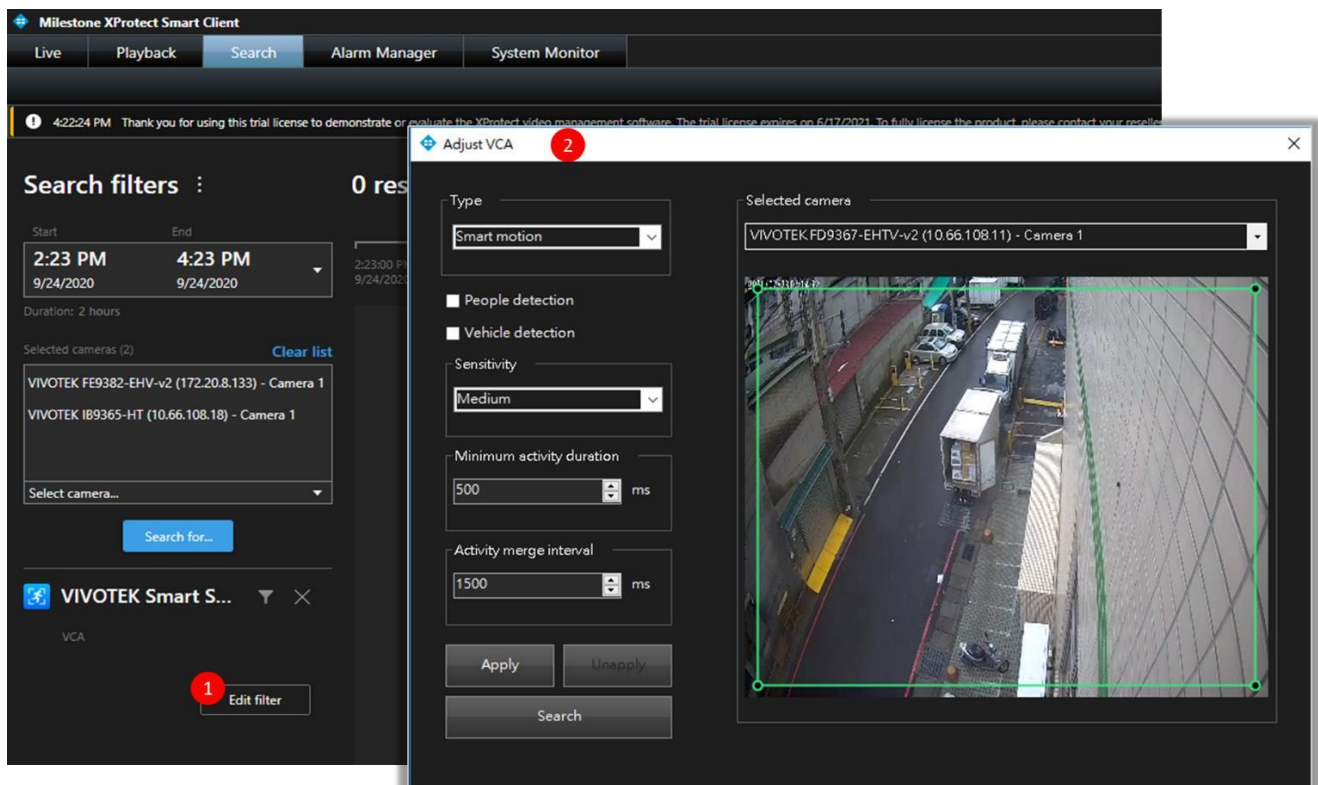 Milestone XProtect Smart Client
Live Playback Search Alarm Manager System Monitor
4:22:24 PM Thank you for using this trial license to demonstrate or evaluate the XProtect video management software. The trial license expires on 6/17/2021. To fully license the product, please contact your reseller
Search filters
0 res
Start End
2:23 PM 4:23 PM
9/24/2020 9/24/2020
Duration: 2 hours
2:23:00 PM
9/24/2020
Selected cameras (2) Clear list
VIVOTEK FE9382-EHV-v2 (172.20.8.133) - Camera 1
VIVOTEK IB9365-HT (10.66.108.18) - Camera 1
Select camera...
Search for...
VIVOTEK Smart S...
VCA
1
Edit filter
Adjust VCA 2
Type
Smart motion
People detection
Vehicle detection
Sensitivity
Medium
Minimum activity duration
500 ms
Activity merge interval
1500 ms
Apply Unapply
Search
Selected camera
VIVOTEK FD9367-EHTV-v2 (10.66.108.11) - Camera 1